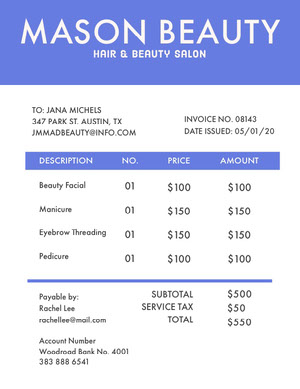 MASON BEAUTY
HAIR & BEAUTY SALON
TO: JANA MICHELS
347 PARK ST. AUSTIN, TX
JMMADBEAUTY@INFO.COM
INVOICE NO. 08143
DATE ISSUED: 05/01/20
DESCRIPTION NO. PRICE AMOUNT
Beauty Facial 01 $100 $100
Manicure 01 $150 $150
Eyebrow Threading 01 $150 $150
Pedicure 01 $100 $100
Payable by:
Rachel Lee
rachellee@mail.com
SUBTOTAL $500
SERVICE TAX $50
TOTAL $550
Account Number
Woodroad Bank No. 4001
383 888 6541